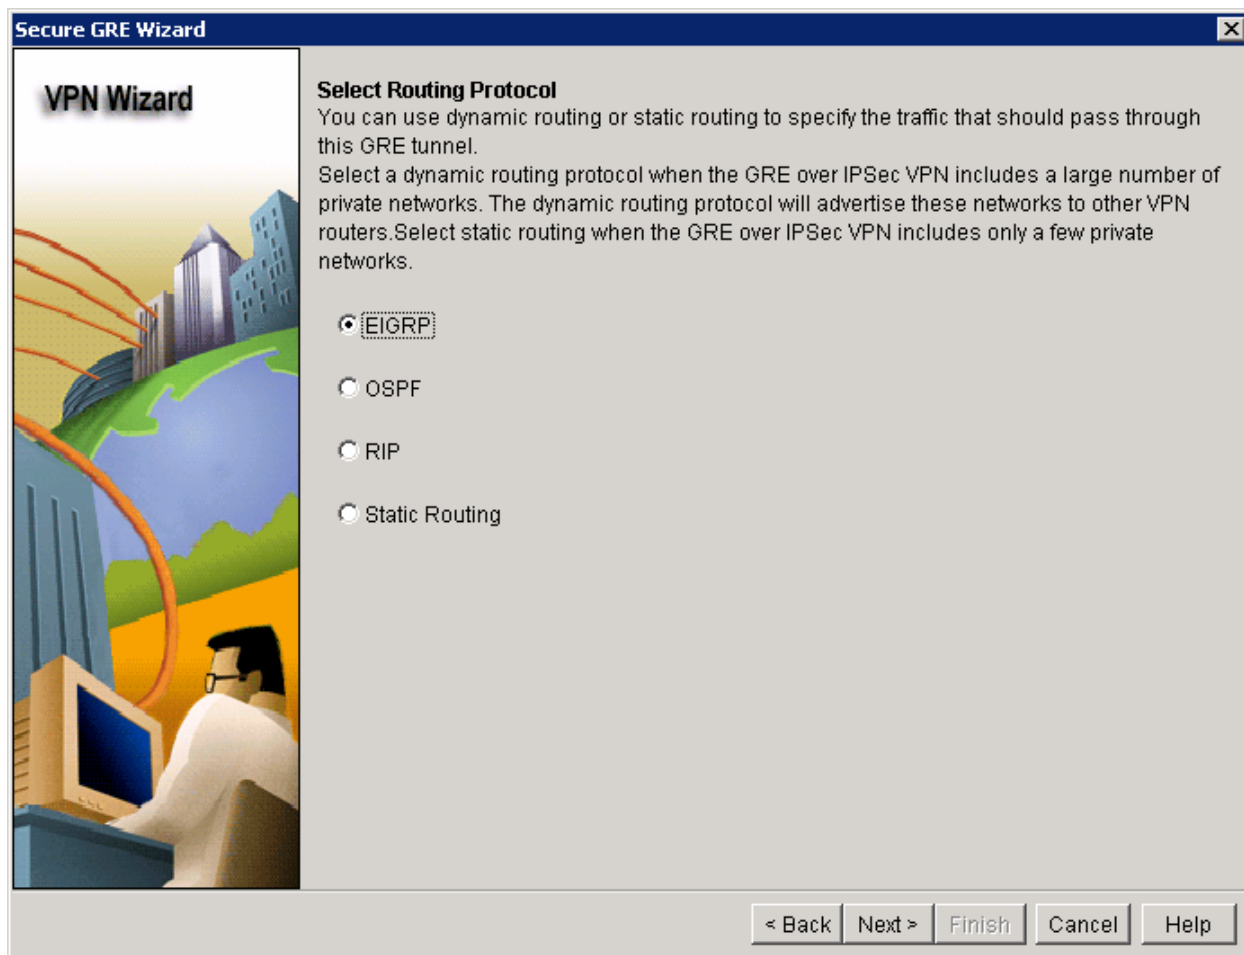 Secure GRE Wizard
VPN Wizard
Select Routing Protocol
You can use dynamic routing or static routing to specify the traffic that should pass through
this GRE tunnel.
Select a dynamic routing protocol when the GRE over IPSec VPN includes a large number of
private networks. The dynamic routing protocol will advertise these networks to other VPN
routers.Select static routing when the GRE over IPSec VPN includes only a few private
networks.
EIGRP
OSPF
RIP
Static Routing
< Back
Next >
Finish
Cancel
Help